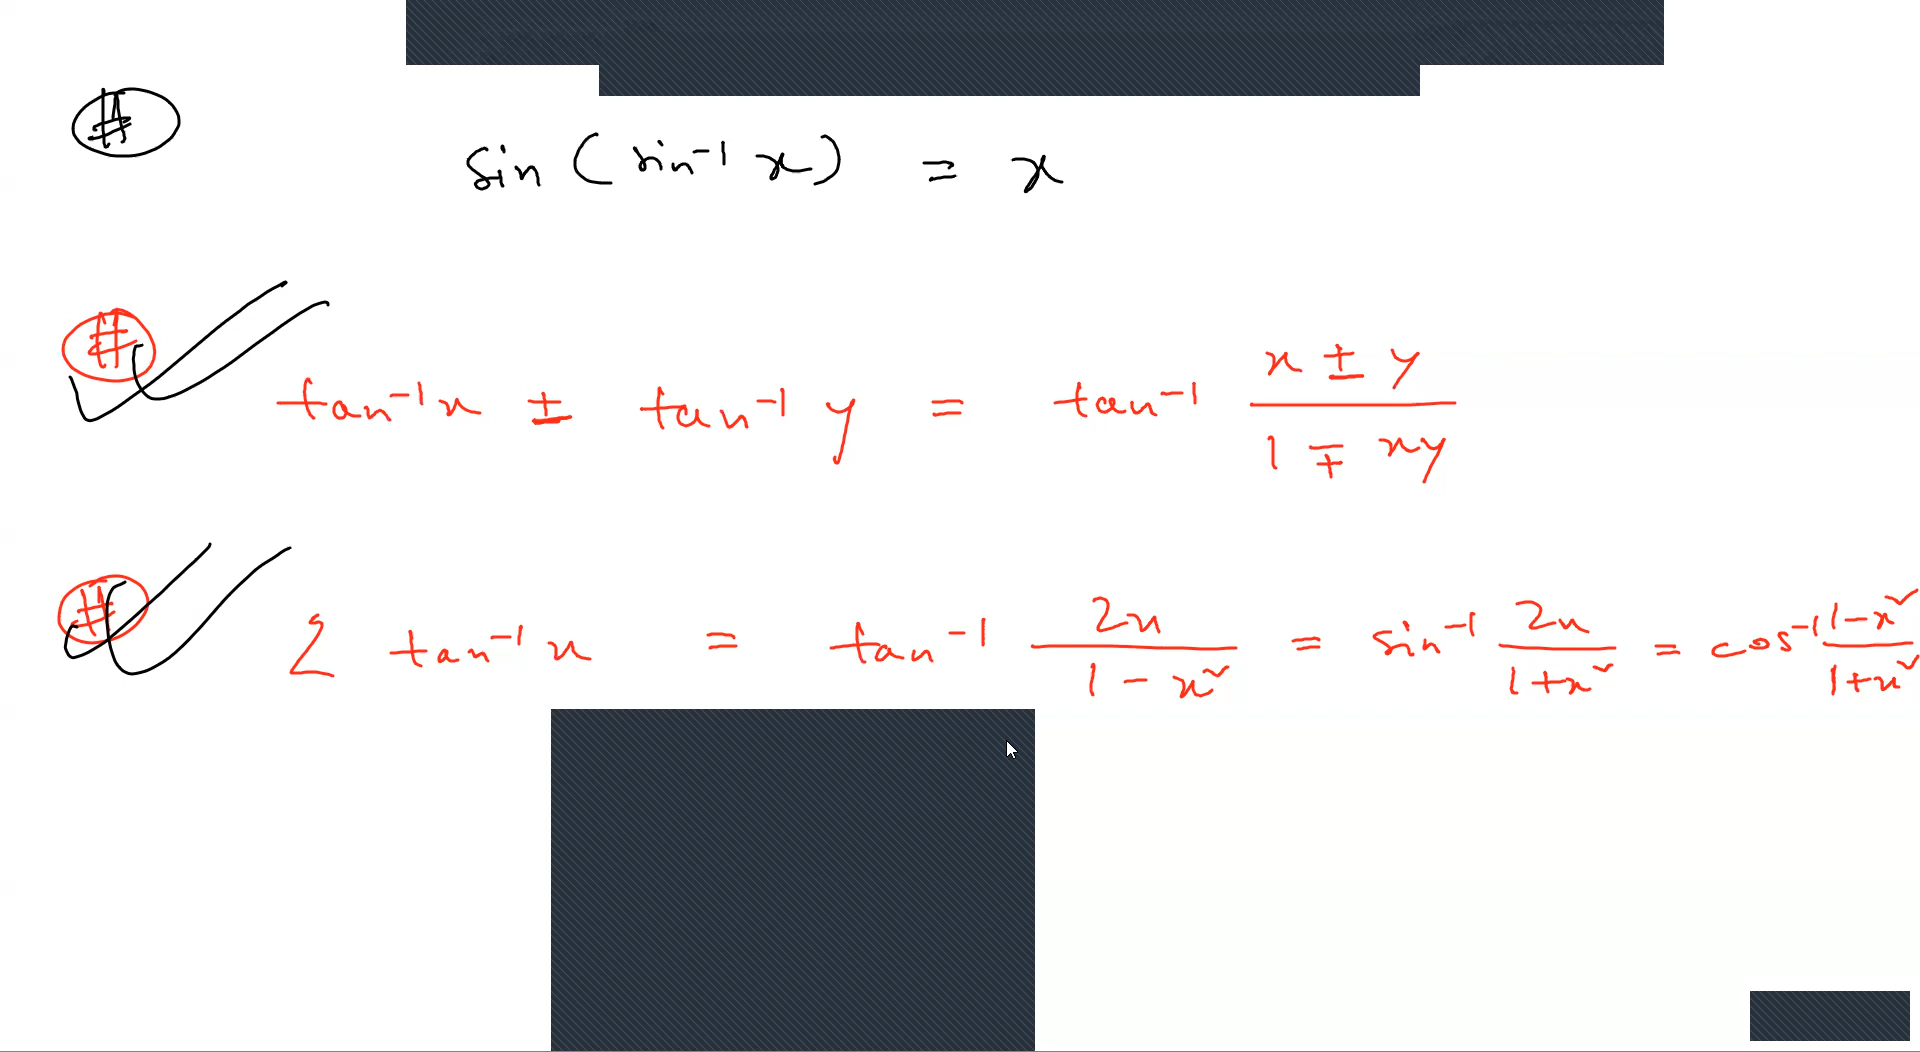 # sin (sin⁻¹ x) = x
# tan⁻¹x ± tan⁻¹ y = tan⁻¹ (x ± y)/(1 ∓ xy)
# 2 tan⁻¹ x = tan⁻¹ 2x/(1 - x²) = sin⁻¹ 2x/(1+x²) = cos⁻¹ (1-x²)/(1+x²)